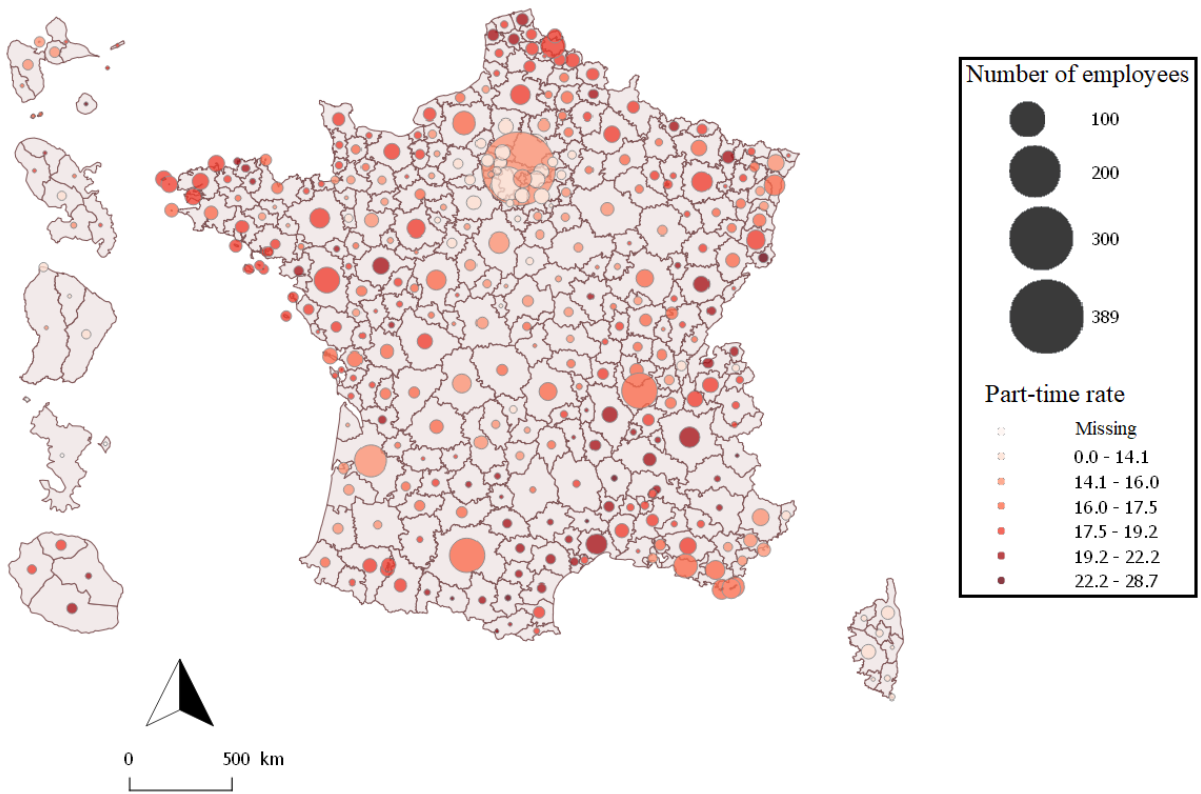 Number of employees
100
200
300
389
Part-time rate
Missing
0.0 - 14.1
14.1 - 16.0
16.0 - 17.5
17.5 - 19.2
19.2 - 22.2
22.2 - 28.7
0 500 km